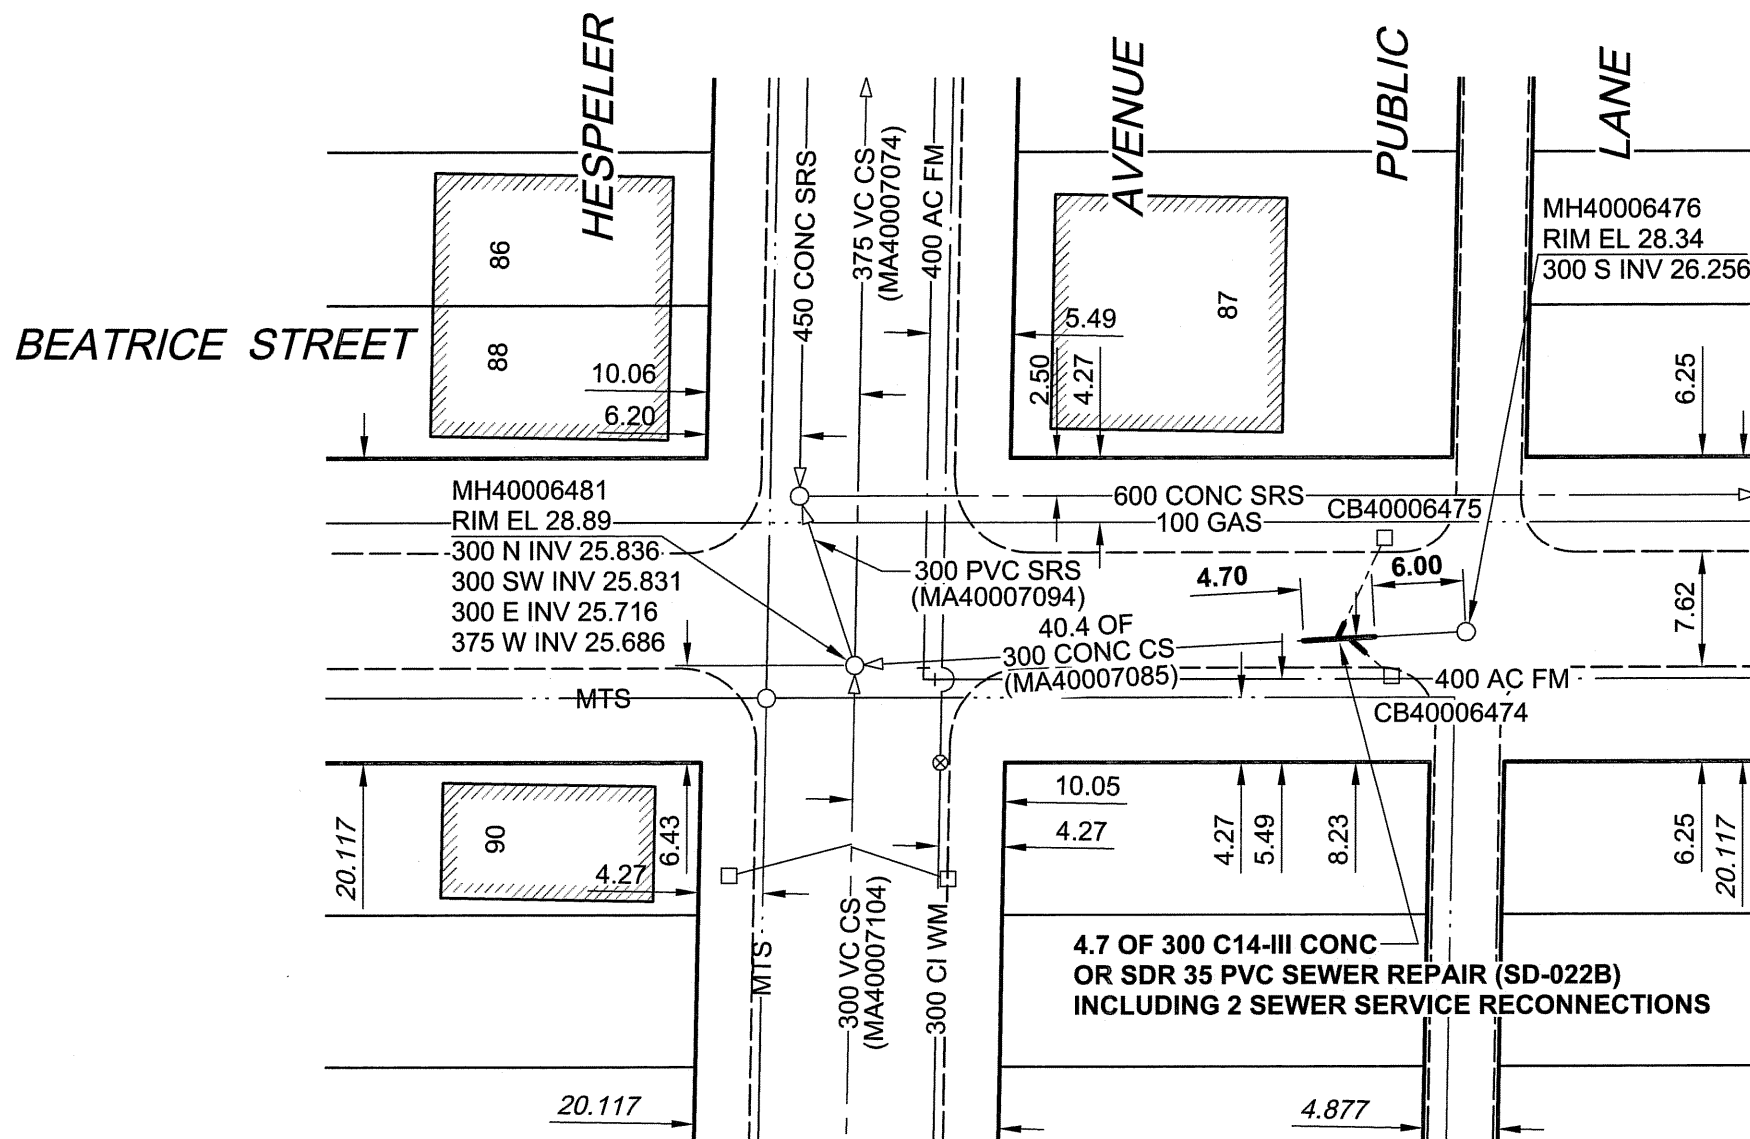 HESPELER
AVENUE
PUBLIC
LANE
BEATRICE STREET
86
88
87
90
450 CONC SRS
375 VC CS
(MA40007074)
400 AC FM
MH40006476
RIM EL 28.34
300 S INV 26.256
5.49
10.06
6.20
2.50
4.27
6.25
MH40006481
RIM EL 28.89
300 N INV 25.836
300 SW INV 25.831
300 E INV 25.716
375 W INV 25.686
600 CONC SRS
100 GAS
CB40006475
300 PVC SRS
(MA40007094)
4.70
6.00
7.62
40.4 OF
300 CONC CS
(MA40007085)
400 AC FM
CB40006474
MTS
10.05
4.27
4.27
5.49
8.23
6.25
20.117
20.117
6.43
4.27
MTS
300 VC CS
(MA40007104)
300 CI WM
4.7 OF 300 C14-III CONC
OR SDR 35 PVC SEWER REPAIR (SD-022B)
INCLUDING 2 SEWER SERVICE RECONNECTIONS
20.117
4.877